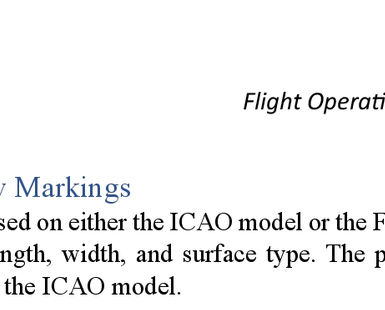 Flight Operati
y Markings
sed on either the ICAO model or the F
ngth, width, and surface type. The p
the ICAO model.